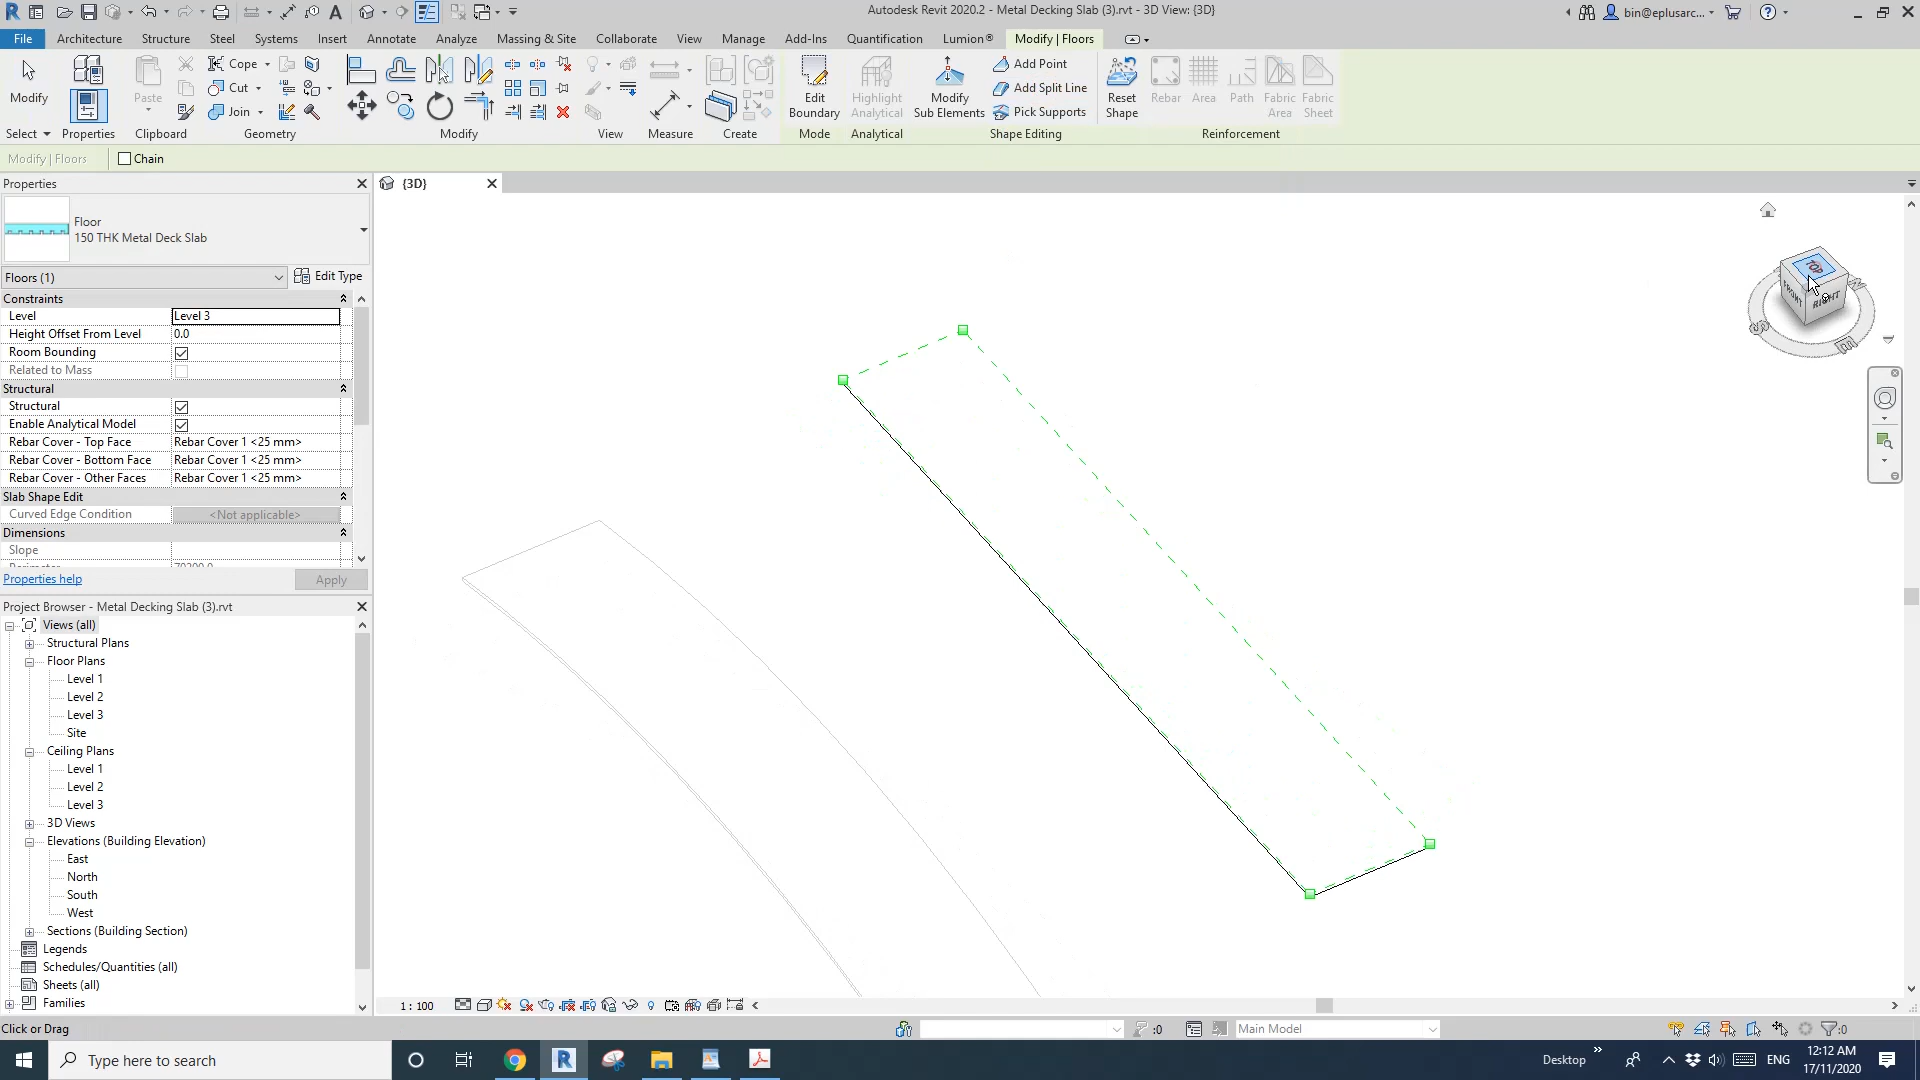 Autodesk Revit 2020.2 - Metal Decking Slab (3).rvt - 3D View: {3D}
bin@eplusarc...
File Architecture Structure Steel Systems Insert Annotate Analyze Massing & Site Collaborate View Manage Add-Ins Quantification Lumion® Modify | Floors
Modify
Paste
Cope
Cut
Join
Edit Boundary
Highlight Analytical
Modify Sub Elements
Add Point
Add Split Line
Pick Supports
Reset Shape
Rebar
Area
Path
Fabric Area
Fabric Sheet
Select Properties Clipboard Geometry Modify View Measure Create Mode Analytical Shape Editing Reinforcement
Modify | Floors Chain
Properties
{3D}
Floor
150 THK Metal Deck Slab
Floors (1) Edit Type
Constraints
Level Level 3
Height Offset From Level 0.0
Room Bounding
Related to Mass
Structural
Structural
Enable Analytical Model
Rebar Cover - Top Face Rebar Cover 1 <25 mm>
Rebar Cover - Bottom Face Rebar Cover 1 <25 mm>
Rebar Cover - Other Faces Rebar Cover 1 <25 mm>
Slab Shape Edit
Curved Edge Condition <Not applicable>
Dimensions
Slope
Properties help Apply
Project Browser - Metal Decking Slab (3).rvt
Views (all)
Structural Plans
Floor Plans
Level 1
Level 2
Level 3
Site
Ceiling Plans
Level 1
Level 2
Level 3
3D Views
Elevations (Building Elevation)
East
North
South
West
Sections (Building Section)
Legends
Schedules/Quantities (all)
Sheets (all)
Families
TOP
FRONT
RIGHT
S
E
1 : 100
Click or Drag
:0
Main Model
:0
Type here to search
Desktop
ENG
12:12 AM
17/11/2020